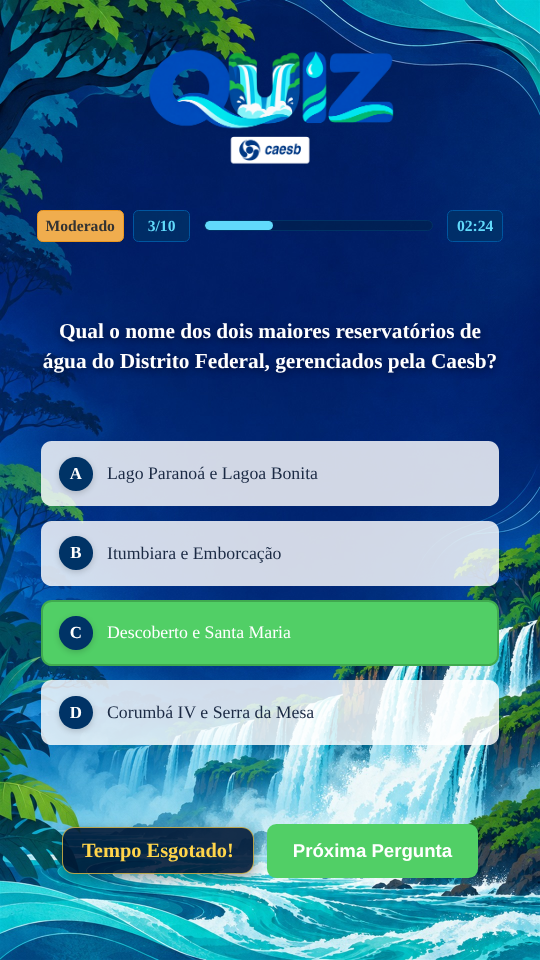 QUIZ
caesb
Moderado 3/10 02:24
Qual o nome dos dois maiores reservatórios de
água do Distrito Federal, gerenciados pela Caesb?
A Lago Paranoá e Lagoa Bonita
B Itumbiara e Emborcação
C Descoberto e Santa Maria
D Corumbá IV e Serra da Mesa
Tempo Esgotado! Próxima Pergunta